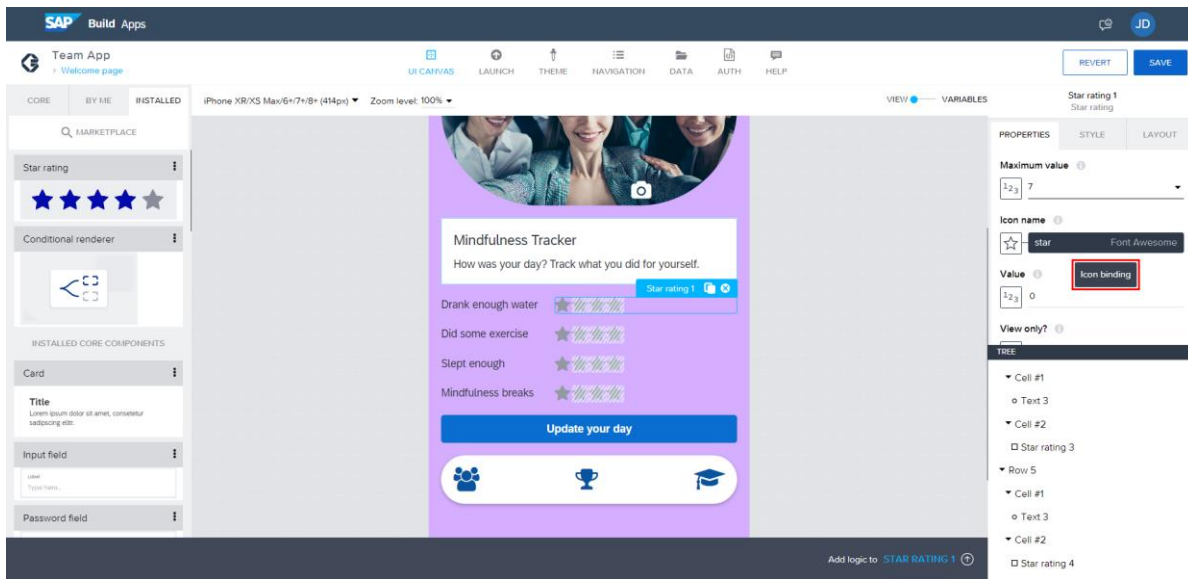 SAP Build Apps
JD
Team App
Welcome page
UI CANVAS LAUNCH THEME NAVIGATION DATA AUTH HELP
REVERT SAVE
CORE BY ME INSTALLED
iPhone XR/XS Max/6+/7+/8+ (414px) Zoom level: 100%
VIEW VARIABLES
Star rating 1
Star rating
MARKETPLACE
PROPERTIES STYLE LAYOUT
Star rating
Maximum value
123 7
Icon name
star Font Awesome
Value Icon binding
123 0
View only?
Conditional renderer
Mindfulness Tracker
How was your day? Track what you did for yourself.
Star rating 1
Drank enough water
Did some exercise
Slept enough
Mindfulness breaks
Update your day
INSTALLED CORE COMPONENTS
Card
Title
Lorem ipsum dolor sit amet, consetetur
sadipscing elitr.
Input field
Label
Type here...
Password field
TREE
Cell #1
Text 3
Cell #2
Star rating 3
Row 5
Cell #1
Text 3
Cell #2
Star rating 4
Add logic to STAR RATING 1